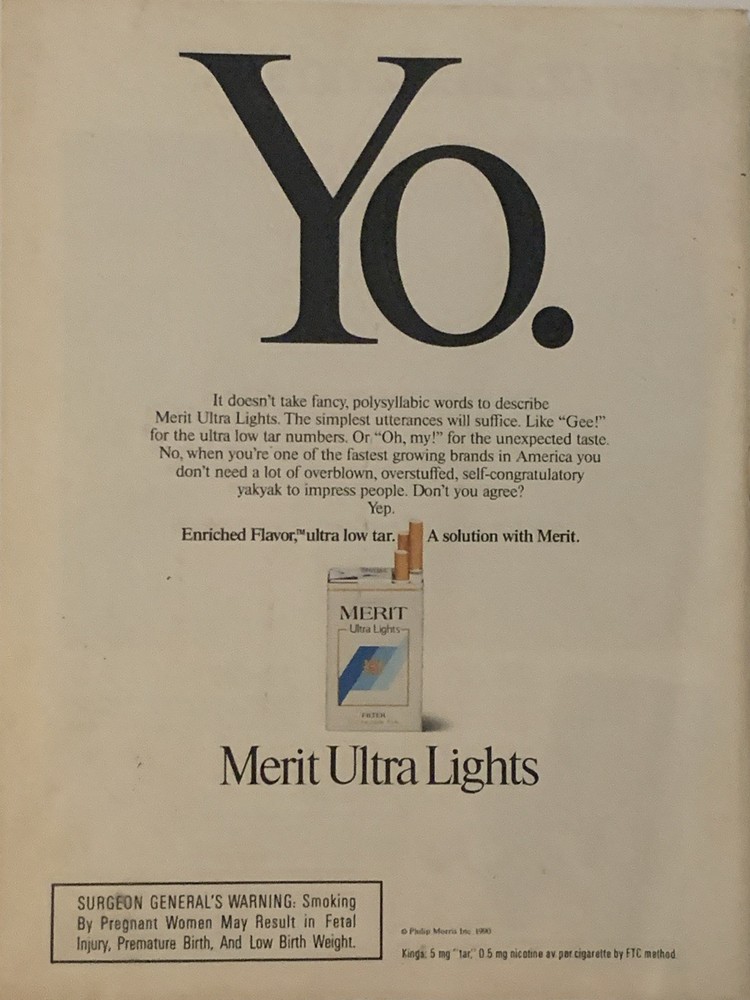 Yo.
It doesn't take fancy, polysyllabic words to describe
Merit Ultra Lights. The simplest utterances will suffice. Like “Gee!”
for the ultra low tar numbers. Or “Oh, my!” for the unexpected taste.
No, when you're one of the fastest growing brands in America you
don't need a lot of overblown, overstuffed, self-congratulatory
yakyak to impress people. Don't you agree?
Yep.
Enriched Flavor,™ ultra low tar. A solution with Merit.
MERIT
Ultra Lights
FILTER
Merit Ultra Lights
SURGEON GENERAL'S WARNING: Smoking
By Pregnant Women May Result in Fetal
Injury, Premature Birth, And Low Birth Weight.
© Philip Morris Inc. 1990
Kings: 5 mg "tar," 0.5 mg nicotine av. per cigarette by FTC method